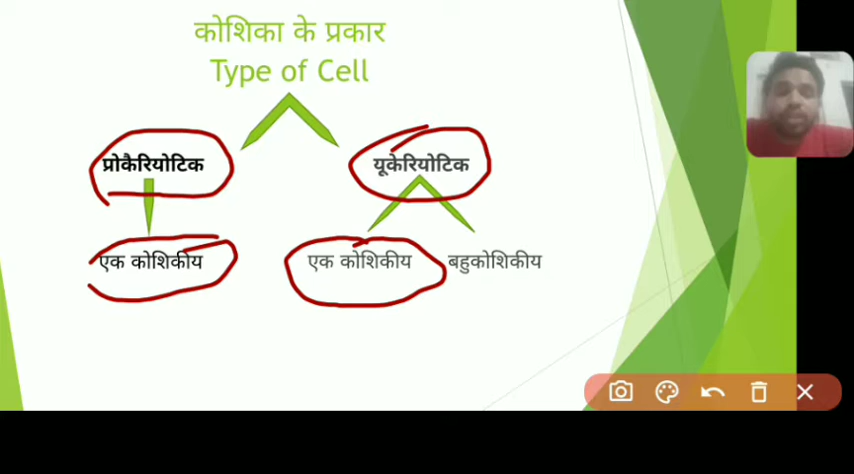 कोशिका के प्रकार
Type of Cell
प्रोकैरियोटिक यूकेरियोटिक
एक कोशिकीय एक कोशिकीय बहुकोशिकीय